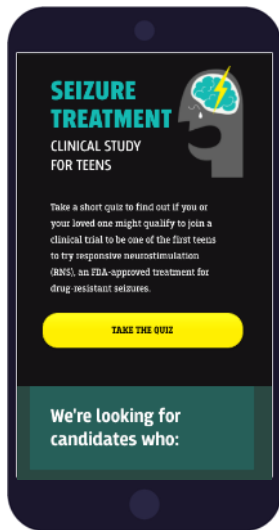 SEIZURE
TREATMENT
CLINICAL STUDY
FOR TEENS
Take a short quiz to find out if you or
your loved one might qualify to join a
clinical trial to be one of the first teens
to try responsive neurostimulation
(RNS), an FDA-approved treatment for
drug-resistant seizures.
TAKE THE QUIZ
We're looking for
candidates who: